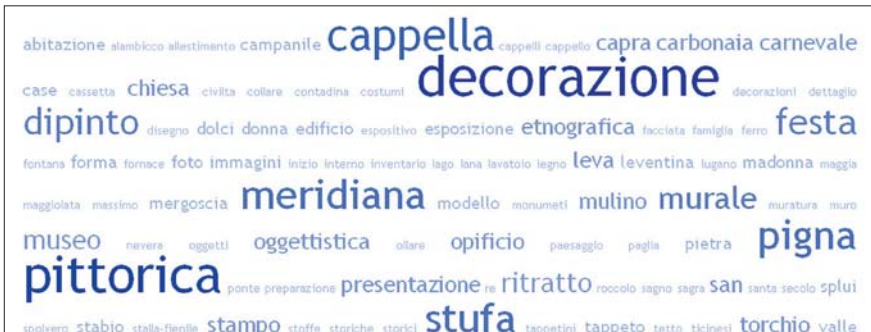 abitazione alambicco allestimento campanile cappella cappelli cappello capra carbonaia carnevale
case cassetta chiesa civilta collare contadina costumi decorazione decorazioni dettaglio
dipinto disegno dolci donna edificio espositivo esposizione etnografica facciata famiglia ferro festa
fontana forma fornace foto immagini inizio interno inventario lago lana lavatoio legno leva leventina lugano madonna maggia
maggiolata massimo mergoscia meridiana modello monumeti mulino murale muratura muro
museo nevera oggetti oggettistica ollare opificio paesaggio paglia pietra pigna
pittorica ponte preparazione presentazione re ritratto roccolo sagno sagra san santa secolo splui
spolvero stabio stalla-fienile stampo stoffe storiche storici stufa tappetini tappeto tetto ticinesi torchio valle